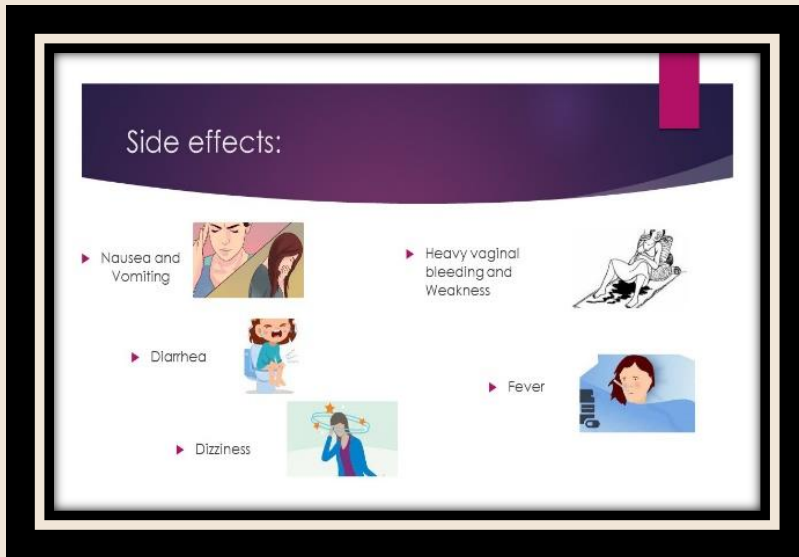 Side effects:
Nausea and
Vomiting
Heavy vaginal
bleeding and
Weakness
Diarrhea
Fever
Dizziness